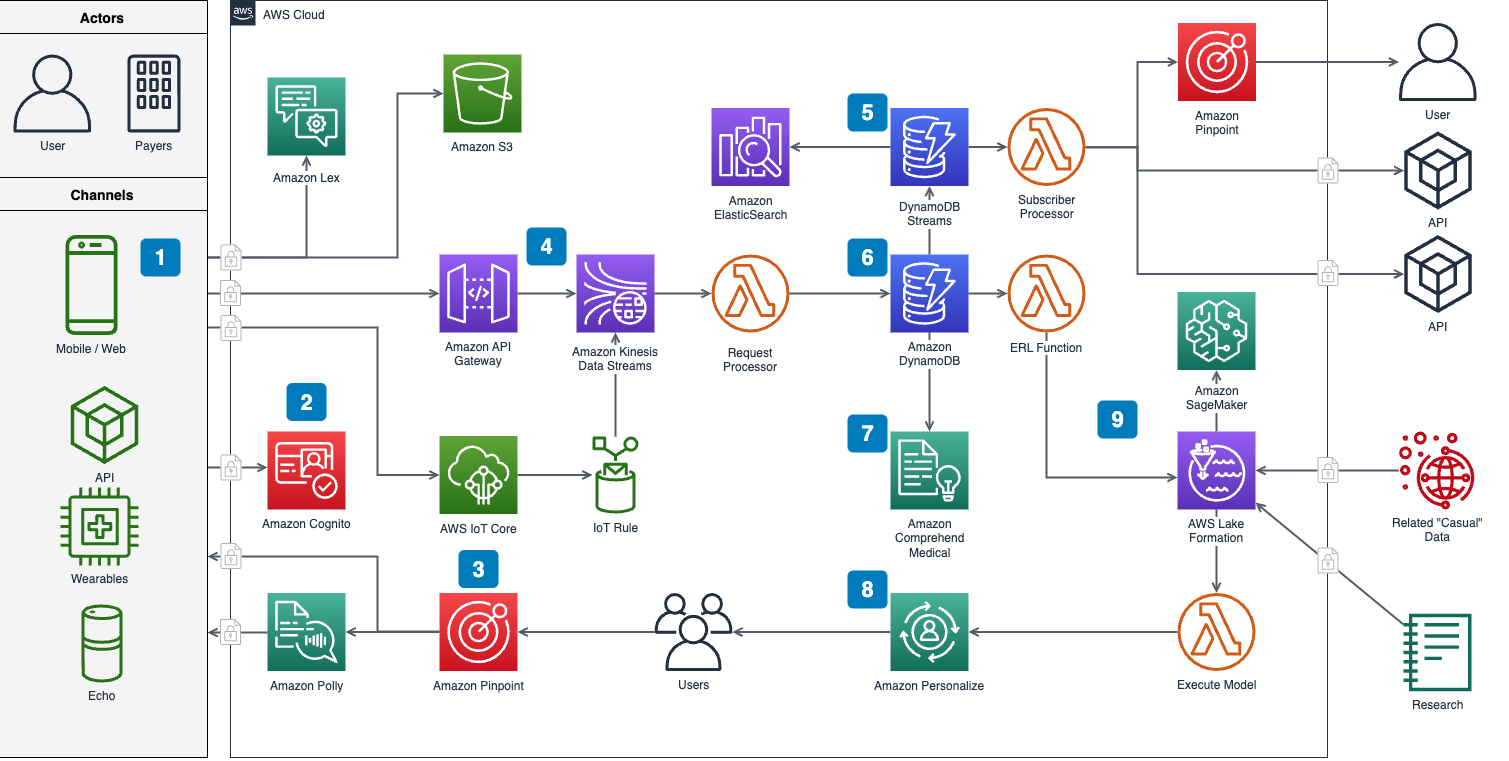 Actors
User
Payers
Channels
1
Mobile / Web
API
Wearables
Echo
aws
AWS Cloud
Amazon Lex
Amazon S3
4
Amazon API
Gateway
</>
Amazon Kinesis
Data Streams
Request
Processor
2
Amazon Cognito
AWS IoT Core
IoT Rule
3
Amazon Polly
Amazon Pinpoint
Users
5
Amazon
ElasticSearch
DynamoDB
Streams
Subscriber
Processor
6
Amazon
DynamoDB
ERL Function
7
Amazon
Comprehend
Medical
8
Amazon Personalize
Amazon
Pinpoint
Amazon
SageMaker
9
AWS Lake
Formation
Execute Model
User
API
API
Related "Casual"
Data
Research